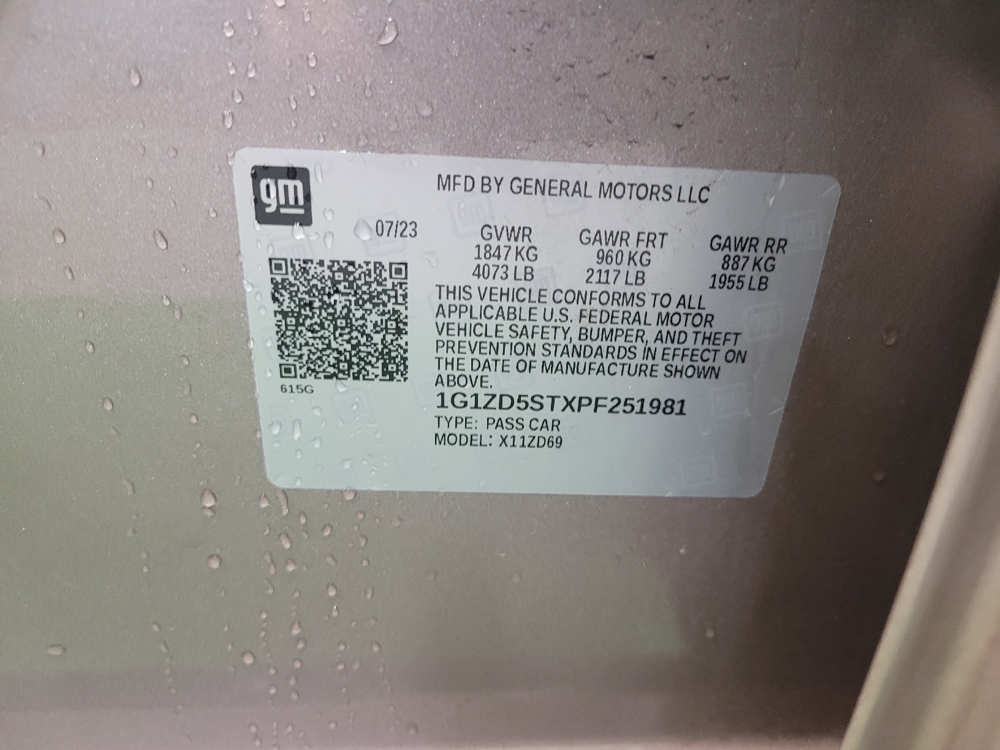 gm
MFD BY GENERAL MOTORS LLC
07/23
GVWR GAWR FRT GAWR RR
1847 KG 960 KG 887 KG
4073 LB 2117 LB 1955 LB
THIS VEHICLE CONFORMS TO ALL
APPLICABLE U.S. FEDERAL MOTOR
VEHICLE SAFETY, BUMPER, AND THEFT
PREVENTION STANDARDS IN EFFECT ON
THE DATE OF MANUFACTURE SHOWN
ABOVE.
615G
1G1ZD5STXPF251981
TYPE: PASS CAR
MODEL: X11ZD69